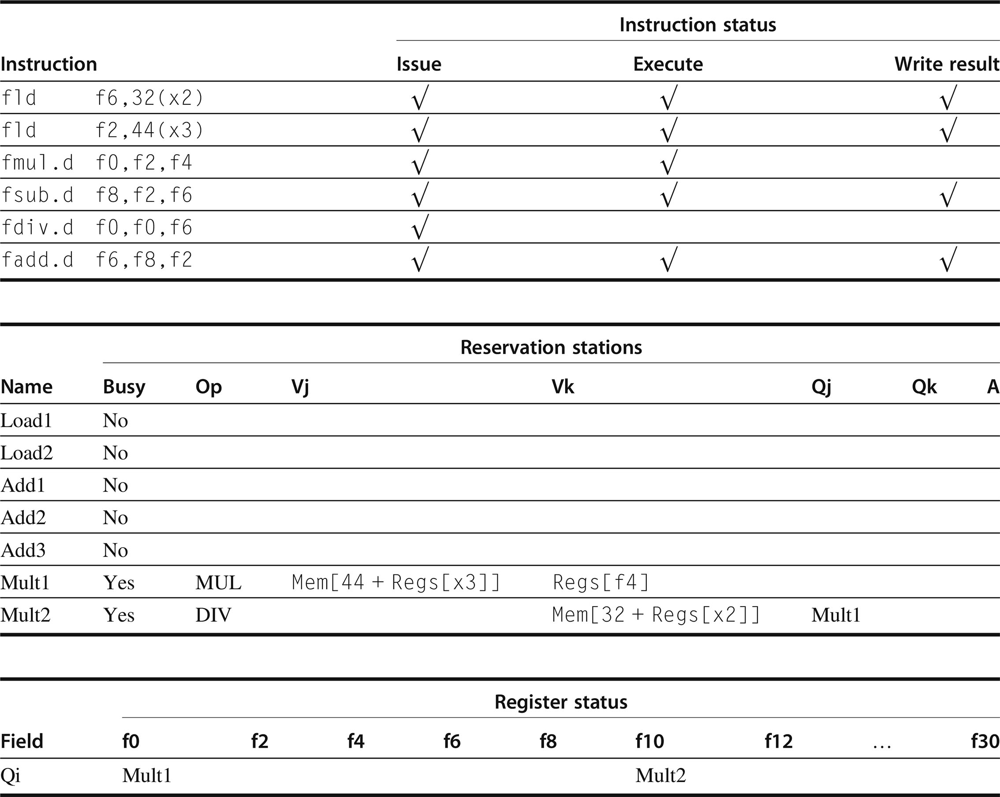 Instruction status
Instruction Issue Execute Write result
fld f6,32(x2) √ √ √
fld f2,44(x3) √ √ √
fmul.d f0,f2,f4 √ √
fsub.d f8,f2,f6 √ √ √
fdiv.d f0,f0,f6 √
fadd.d f6,f8,f2 √ √ √
Reservation stations
Name Busy Op Vj Vk Qj Qk A
Load1 No
Load2 No
Add1 No
Add2 No
Add3 No
Mult1 Yes MUL Mem[44 + Regs[x3]] Regs[f4]
Mult2 Yes DIV Mem[32 + Regs[x2]] Mult1
Register status
Field f0 f2 f4 f6 f8 f10 f12 ... f30
Qi Mult1 Mult2